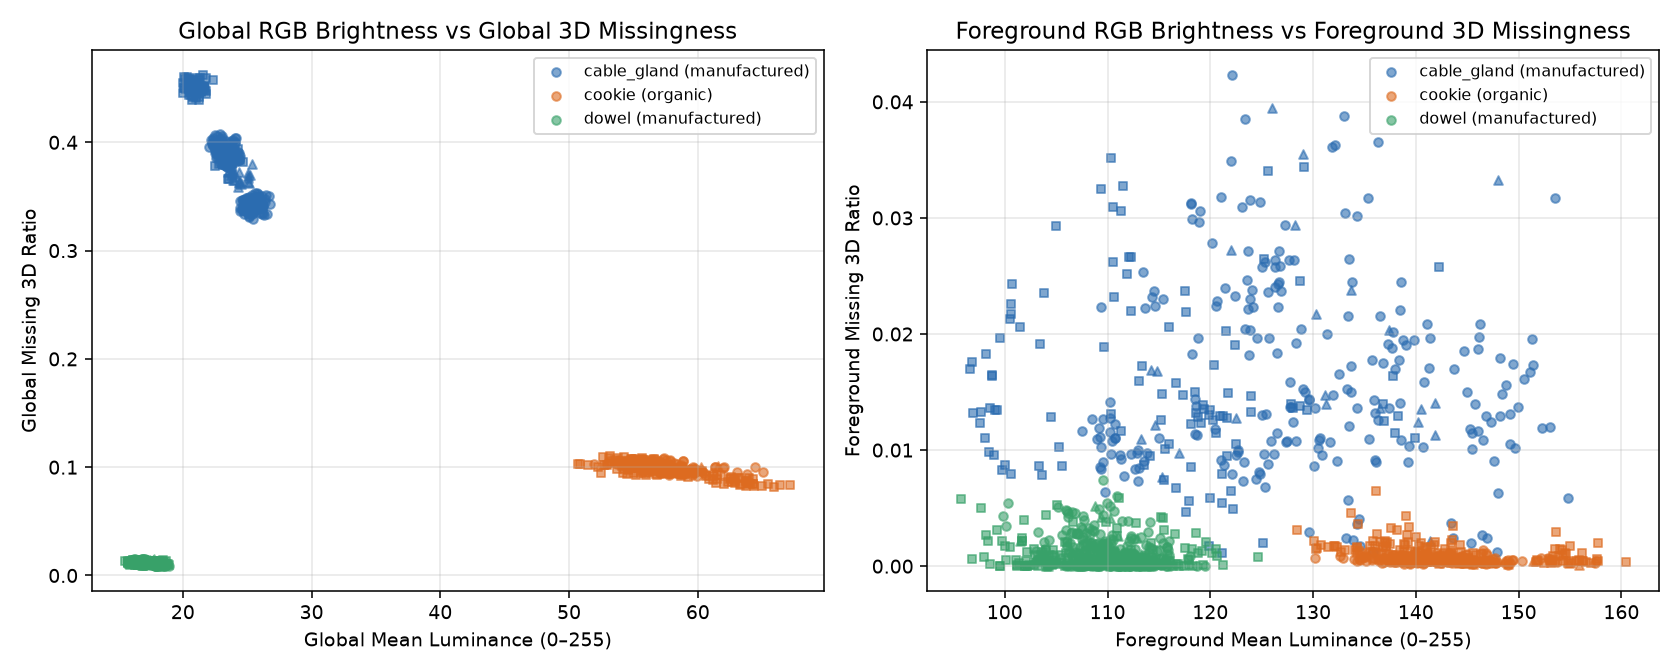 Global RGB Brightness vs Global 3D Missingness
cable_gland (manufactured)
cookie (organic)
dowel (manufactured)
Global Missing 3D Ratio
0.4
0.3
0.2
0.1
0.0
20 30 40 50 60
Global Mean Luminance (0–255)
Foreground RGB Brightness vs Foreground 3D Missingness
cable_gland (manufactured)
cookie (organic)
dowel (manufactured)
Foreground Missing 3D Ratio
0.04
0.03
0.02
0.01
0.00
100 110 120 130 140 150 160
Foreground Mean Luminance (0–255)